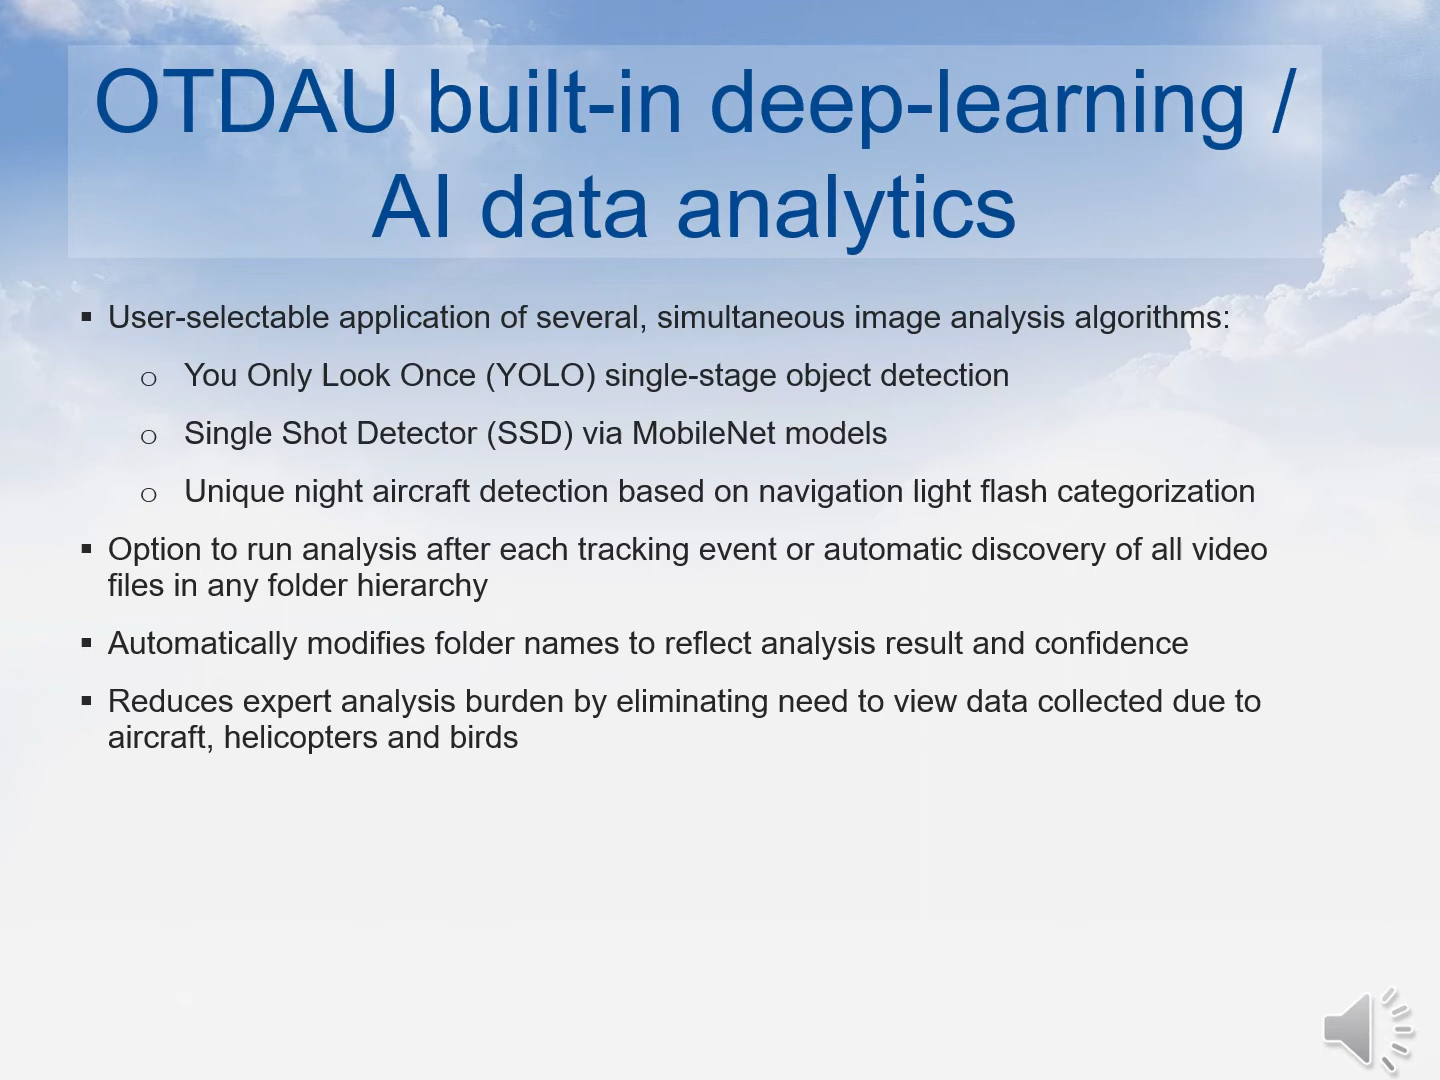 OTDAU built-in deep-learning /
AI data analytics
▪ User-selectable application of several, simultaneous image analysis algorithms:
o You Only Look Once (YOLO) single-stage object detection
o Single Shot Detector (SSD) via MobileNet models
o Unique night aircraft detection based on navigation light flash categorization
▪ Option to run analysis after each tracking event or automatic discovery of all video
files in any folder hierarchy
▪ Automatically modifies folder names to reflect analysis result and confidence
▪ Reduces expert analysis burden by eliminating need to view data collected due to
aircraft, helicopters and birds